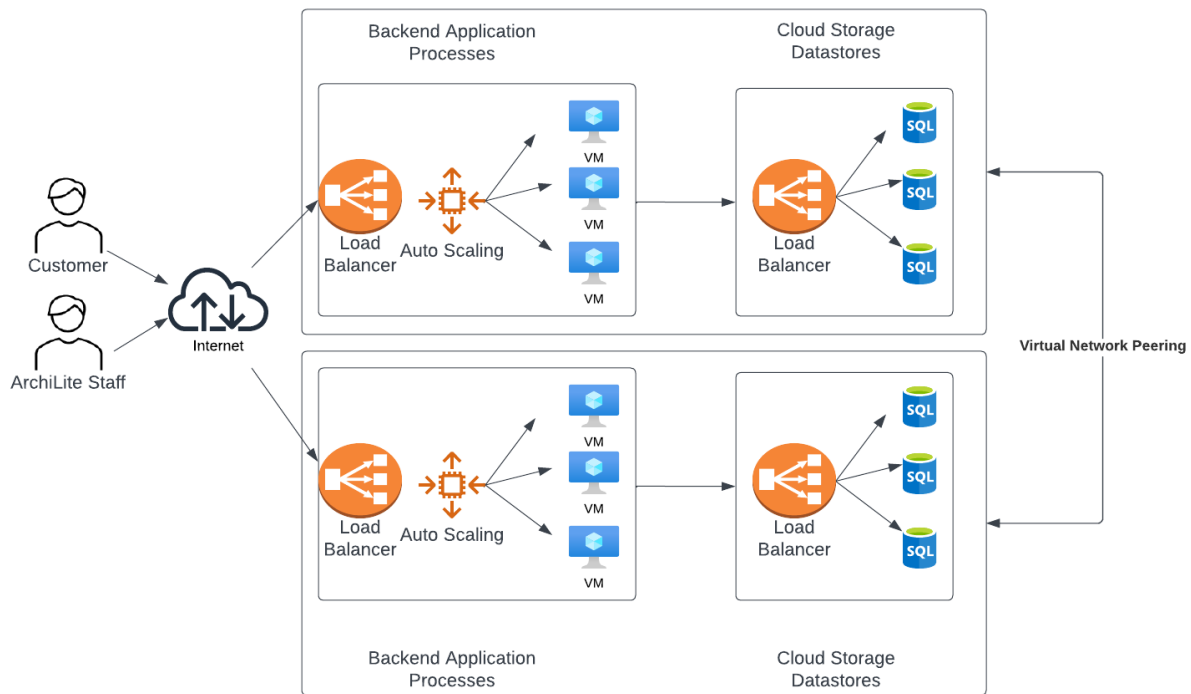 Backend Application
Processes
Cloud Storage
Datastores
VM
SQL
VM
SQL
VM
SQL
Load
Balancer
Auto Scaling
Load
Balancer
Customer
ArchiLite Staff
Internet
Virtual Network Peering
VM
SQL
VM
SQL
VM
SQL
Load
Balancer
Auto Scaling
Load
Balancer
Backend Application
Processes
Cloud Storage
Datastores